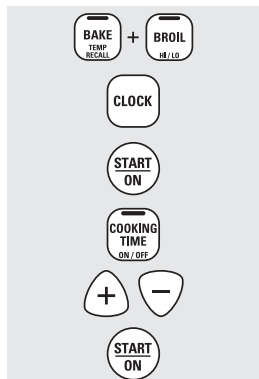 BAKE + BROIL
TEMP RECALL HI / LO
CLOCK
START
ON
COOKING
TIME
ON / OFF
+ −
START
ON